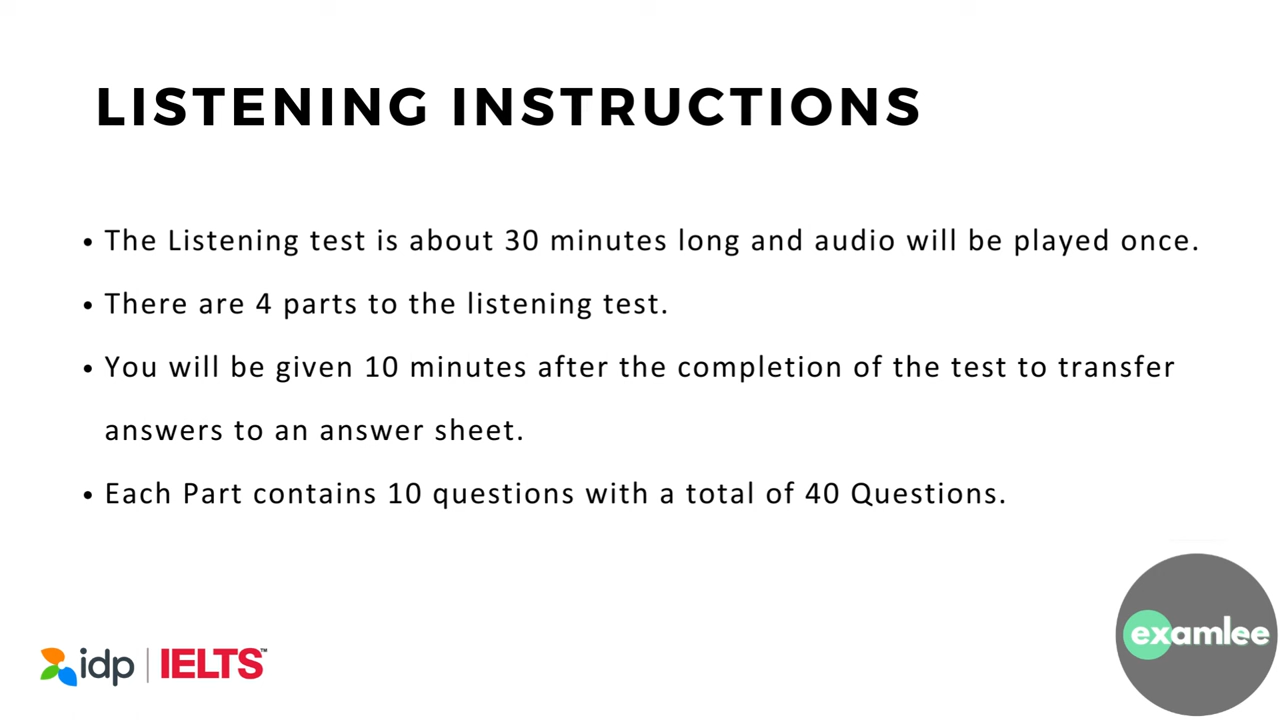 LISTENING INSTRUCTIONS
• The Listening test is about 30 minutes long and audio will be played once.
• There are 4 parts to the listening test.
• You will be given 10 minutes after the completion of the test to transfer
answers to an answer sheet.
• Each Part contains 10 questions with a total of 40 Questions.
idp | IELTS™
examlee